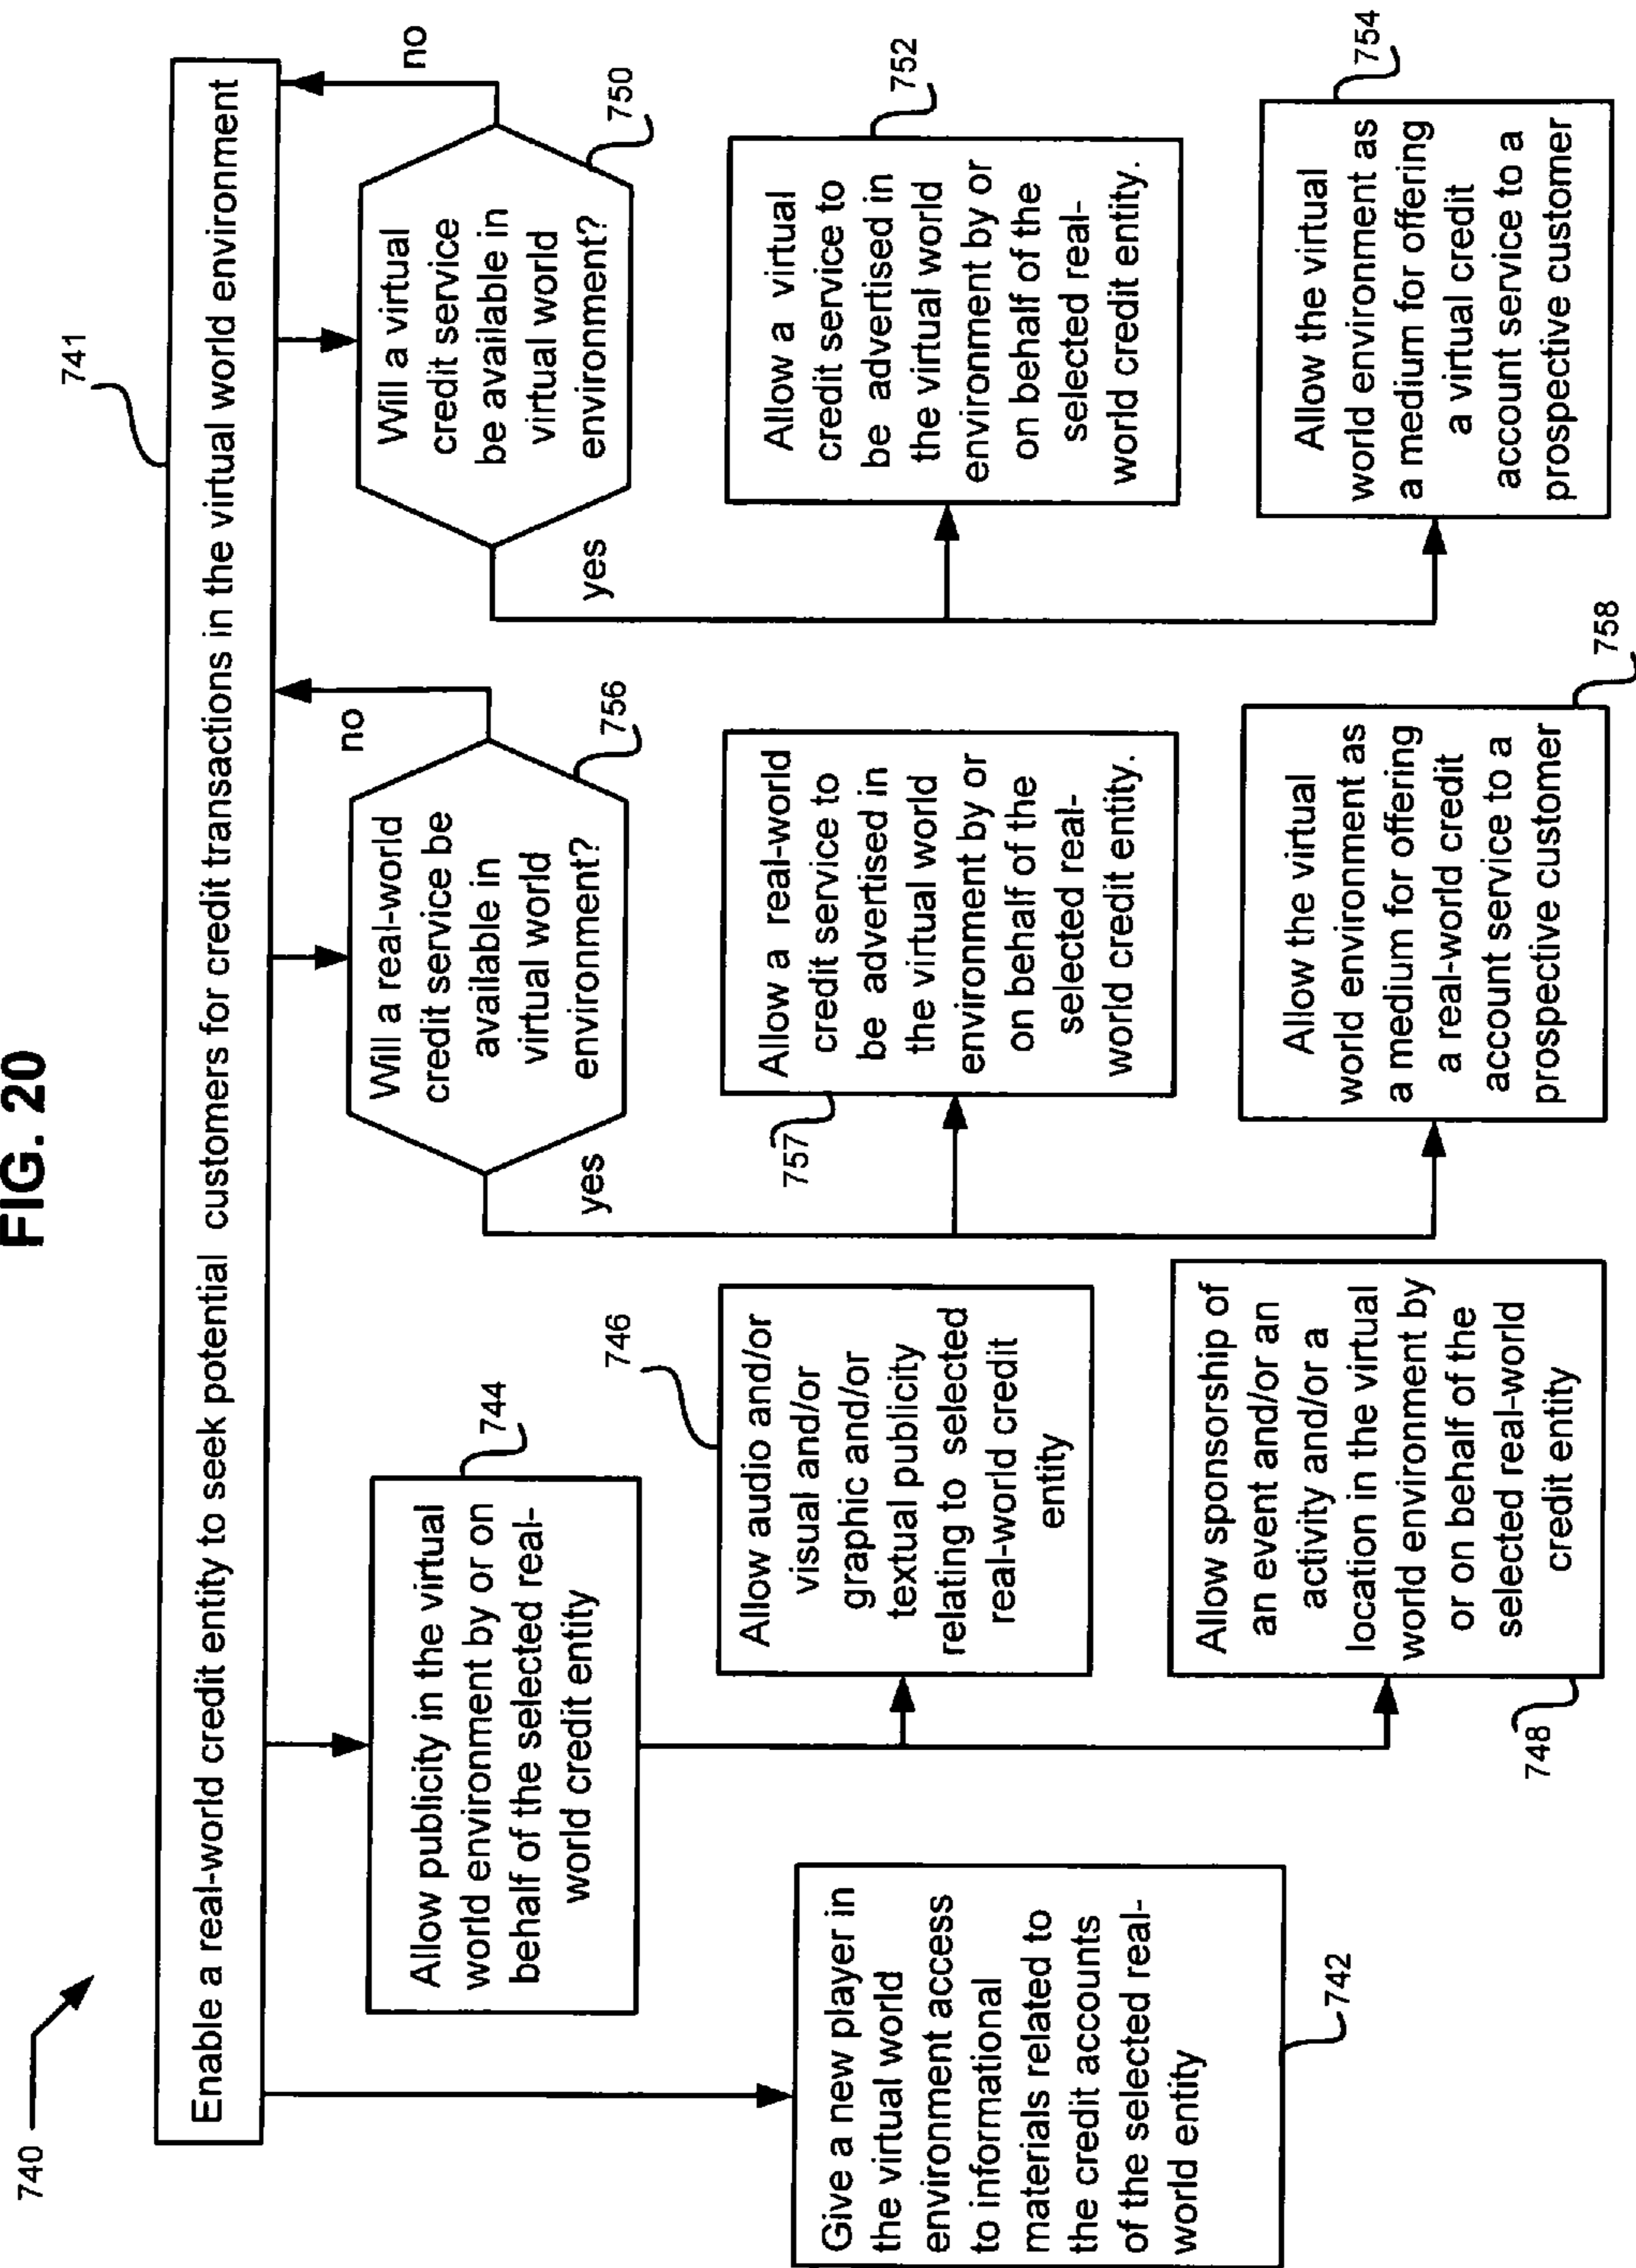 FIG. 20
740
741
Enable a real-world credit entity to seek potential customers for credit transactions in the virtual world environment
Give a new player in
the virtual world
environment access
to informational
materials related to
the credit accounts
of the selected real-
world entity
742
Allow publicity in the virtual
world environment by or on
behalf of the selected real-
world credit entity
744
Allow audio and/or
visual and/or
graphic and/or
textual publicity
relating to selected
real-world credit
entity
746
Allow sponsorship of
an event and/or an
activity and/or a
location in the virtual
world environment by
or on behalf of the
selected real-world
credit entity
748
Will a real-world
credit service be
available in
virtual world
environment?
756
no
yes
Allow a real-world
credit service to
be advertised in
the virtual world
environment by or
on behalf of the
selected real-
world credit entity.
757
Allow the virtual
world environment as
a medium for offering
a real-world credit
account service to a
prospective customer
758
Will a virtual
credit service
be available in
virtual world
environment?
750
no
yes
Allow a virtual
credit service to
be advertised in
the virtual world
environment by or
on behalf of the
selected real-
world credit entity.
752
Allow the virtual
world environment as
a medium for offering
a virtual credit
account service to a
prospective customer
754